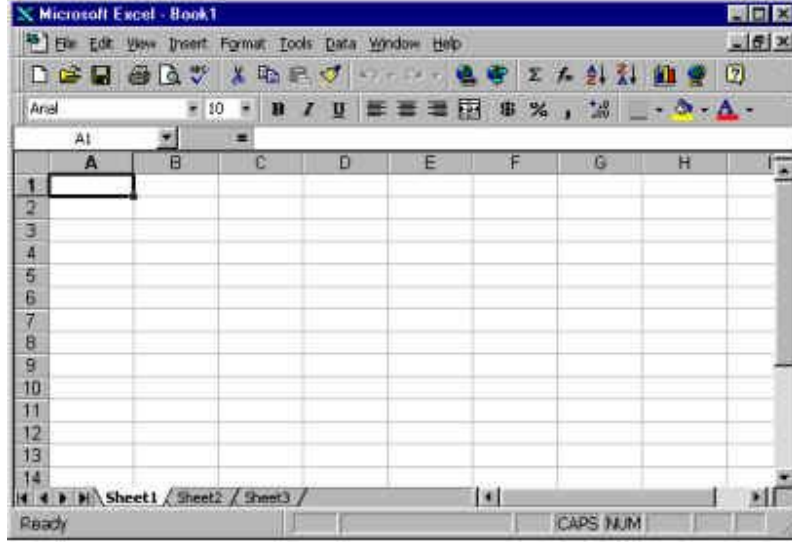 Microsoft Excel - Book1
File Edit View Insert Format Tools Data Window Help
Arial 10 B I U $ % ,
A1 =
A B C D E F G H I
1
2
3
4
5
6
7
8
9
10
11
12
13
14
Sheet1 Sheet2 Sheet3
Ready CAPS NUM